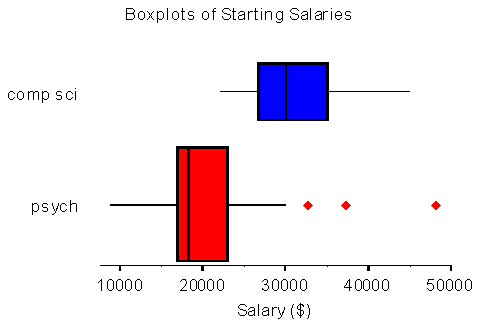 Boxplots of Starting Salaries
comp sci
psych
10000 20000 30000 40000 50000
Salary ($)